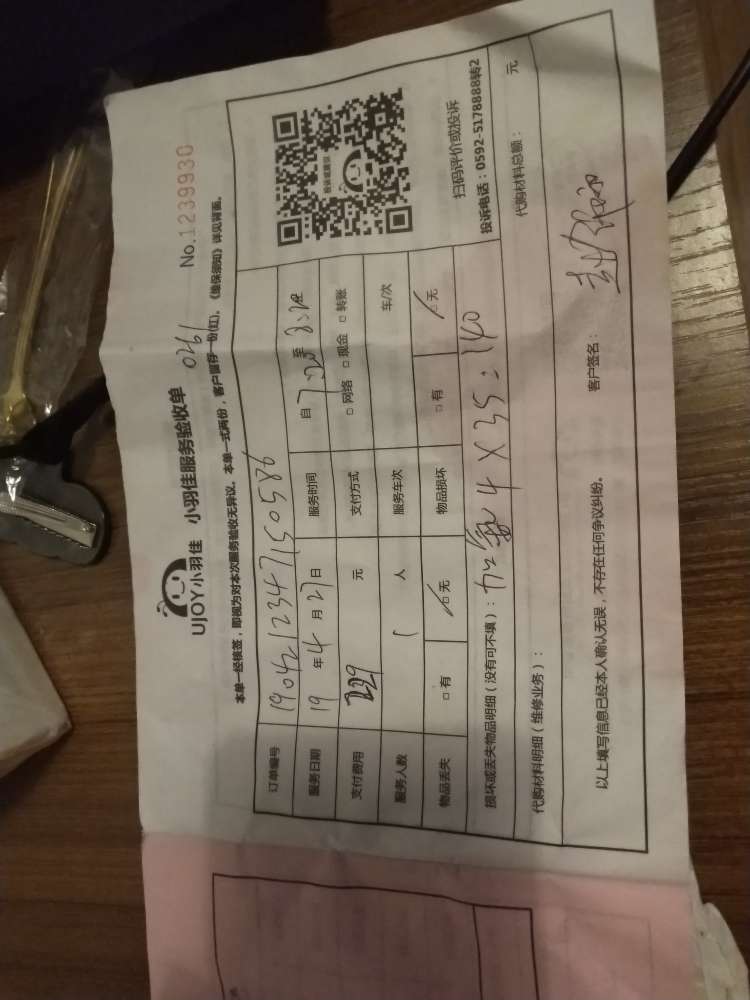 UJOY小羽佳 小羽佳服务验收单 0261 No.1239930
本单一经核签，即视为对本次服务验收无异议。本单一式两份，客户留存一份(红)。《维保须知》详见背面。
订单编号 1904212347150586
服务日期 19 年 4 月 27 日 服务时间 自 7:20 至
支付费用 229 元 支付方式 □ 网络 □ 现金 □ 转账
服务人数 1 人 服务车次 车/次
物品丢失 □ 有 □ 无 物品损坏 □ 有 □ 无
损坏或丢失物品明细（没有可不填）：加氟 4 X 35 = 140
代购材料明细（维修业务）： 代购材料总额： 元
以上填写信息已经本人确认无误，不存在任何争议纠纷。 客户签名：
扫码评价或投诉
投诉电话：0592-5178888转2